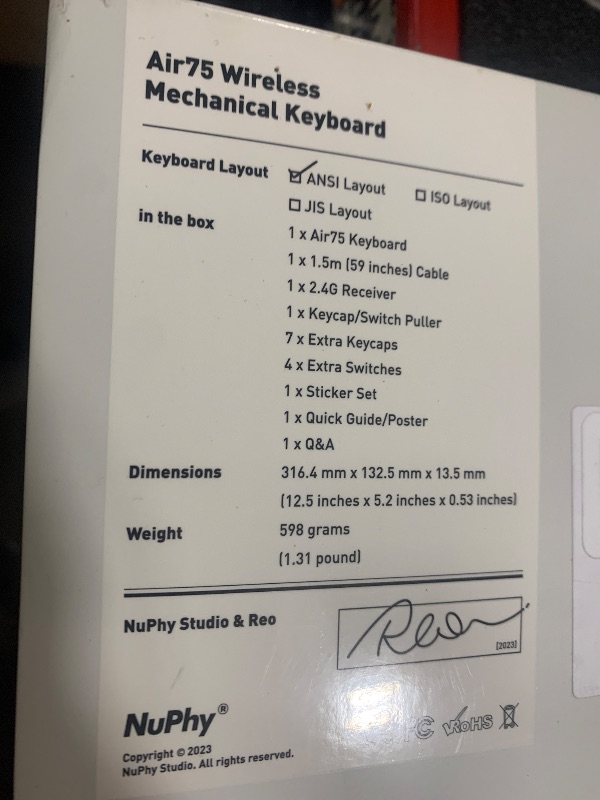 Air75 Wireless
Mechanical Keyboard
Keyboard Layout ☑ ANSI Layout ☐ ISO Layout
☐ JIS Layout
in the box
1 x Air75 Keyboard
1 x 1.5m (59 inches) Cable
1 x 2.4G Receiver
1 x Keycap/Switch Puller
7 x Extra Keycaps
4 x Extra Switches
1 x Sticker Set
1 x Quick Guide/Poster
1 x Q&A
Dimensions 316.4 mm x 132.5 mm x 13.5 mm
(12.5 inches x 5.2 inches x 0.53 inches)
Weight 598 grams
(1.31 pound)
NuPhy Studio & Reo
[2023]
NuPhy®
RoHS
Copyright © 2023
NuPhy Studio. All rights reserved.